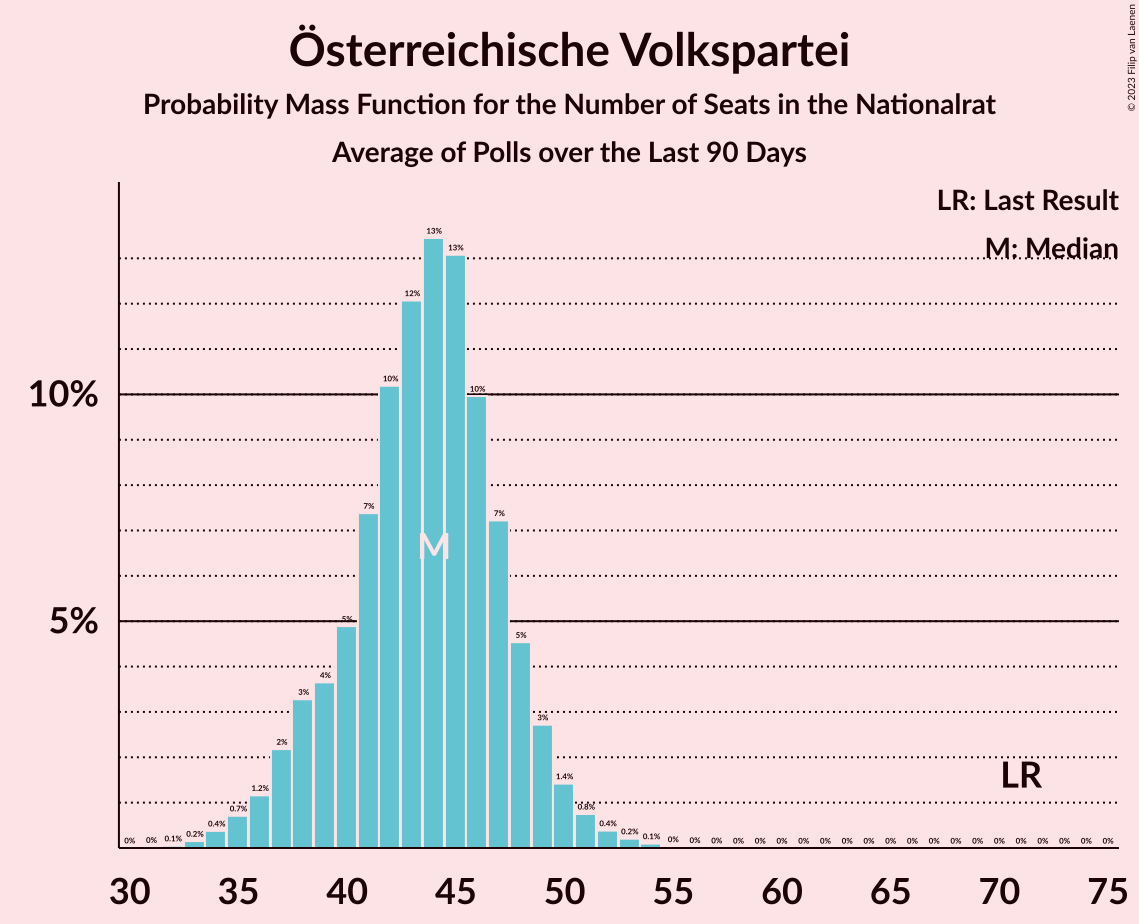 Österreichische Volkspartei
Probability Mass Function for the Number of Seats in the Nationalrat
Average of Polls over the Last 90 Days
© 2023 Filip van Laenen
LR: Last Result
M: Median
10%
5%
0% 0% 0.1% 0.2% 0.4% 0.7% 1.2% 2% 3% 4% 5% 7% 10% 12% 13% 13% 10% 7% 5% 3% 1.4% 0.8% 0.4% 0.2% 0.1% 0% 0% 0% 0% 0% 0% 0% 0% 0% 0% 0% 0% 0% 0% 0% 0% 0% 0% 0% 0% 0%
M
LR
30 35 40 45 50 55 60 65 70 75